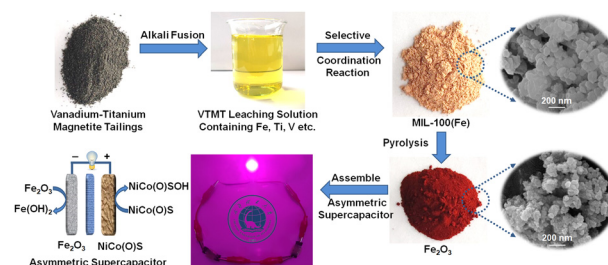 Alkali Fusion
Selective
Coordination
Reaction
Vanadium-Titanium
Magnetite Tailings
VTMT Leaching Solution
Containing Fe, Ti, V etc.
MIL-100(Fe)
200 nm
Pyrolysis
− +
Fe₂O₃
Fe(OH)₂
NiCo(O)SOH
NiCo(O)S
Fe₂O₃ NiCo(O)S
Asymmetric Supercapacitor
Assemble
Asymmetric
Supercapacitor
Fe₂O₃
200 nm